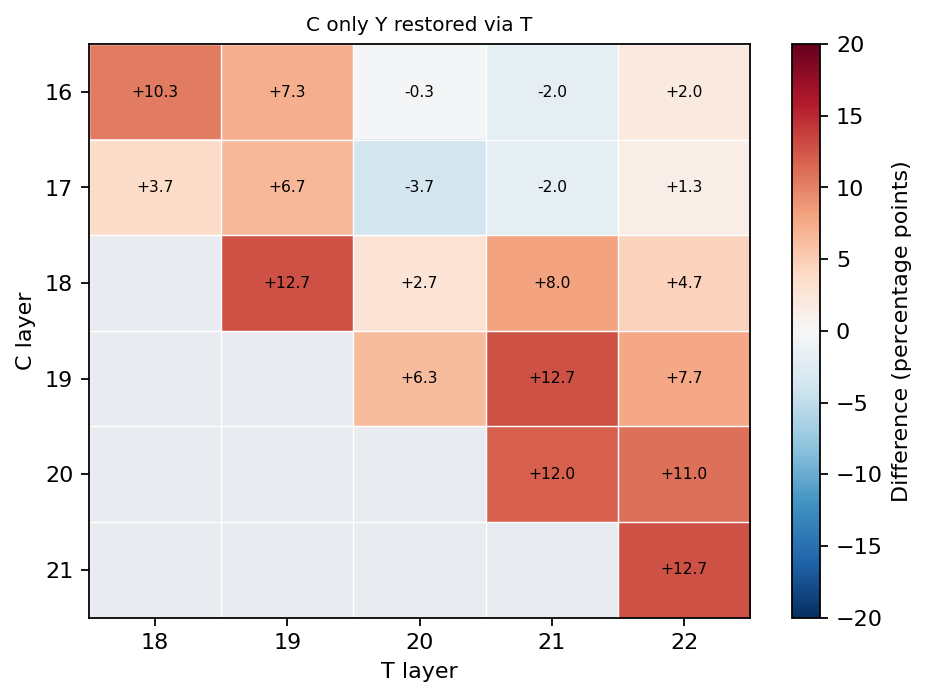 C only Y restored via T
16 +10.3 +7.3 -0.3 -2.0 +2.0
17 +3.7 +6.7 -3.7 -2.0 +1.3
18 +12.7 +2.7 +8.0 +4.7
19 +6.3 +12.7 +7.7
20 +12.0 +11.0
21 +12.7
18 19 20 21 22
T layer
C layer
20
15
10
5
0
−5
−10
−15
−20
Difference (percentage points)